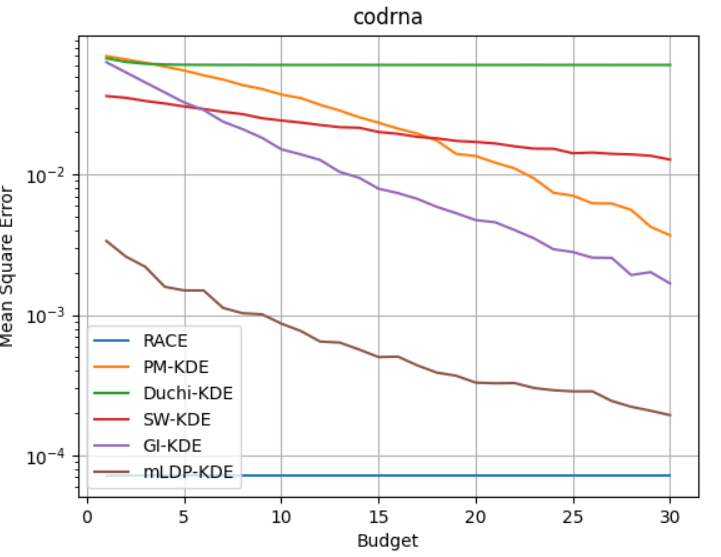 codrna
Mean Square Error
10⁻²
10⁻³
10⁻⁴
RACE
PM-KDE
Duchi-KDE
SW-KDE
GI-KDE
mLDP-KDE
0 5 10 15 20 25 30
Budget